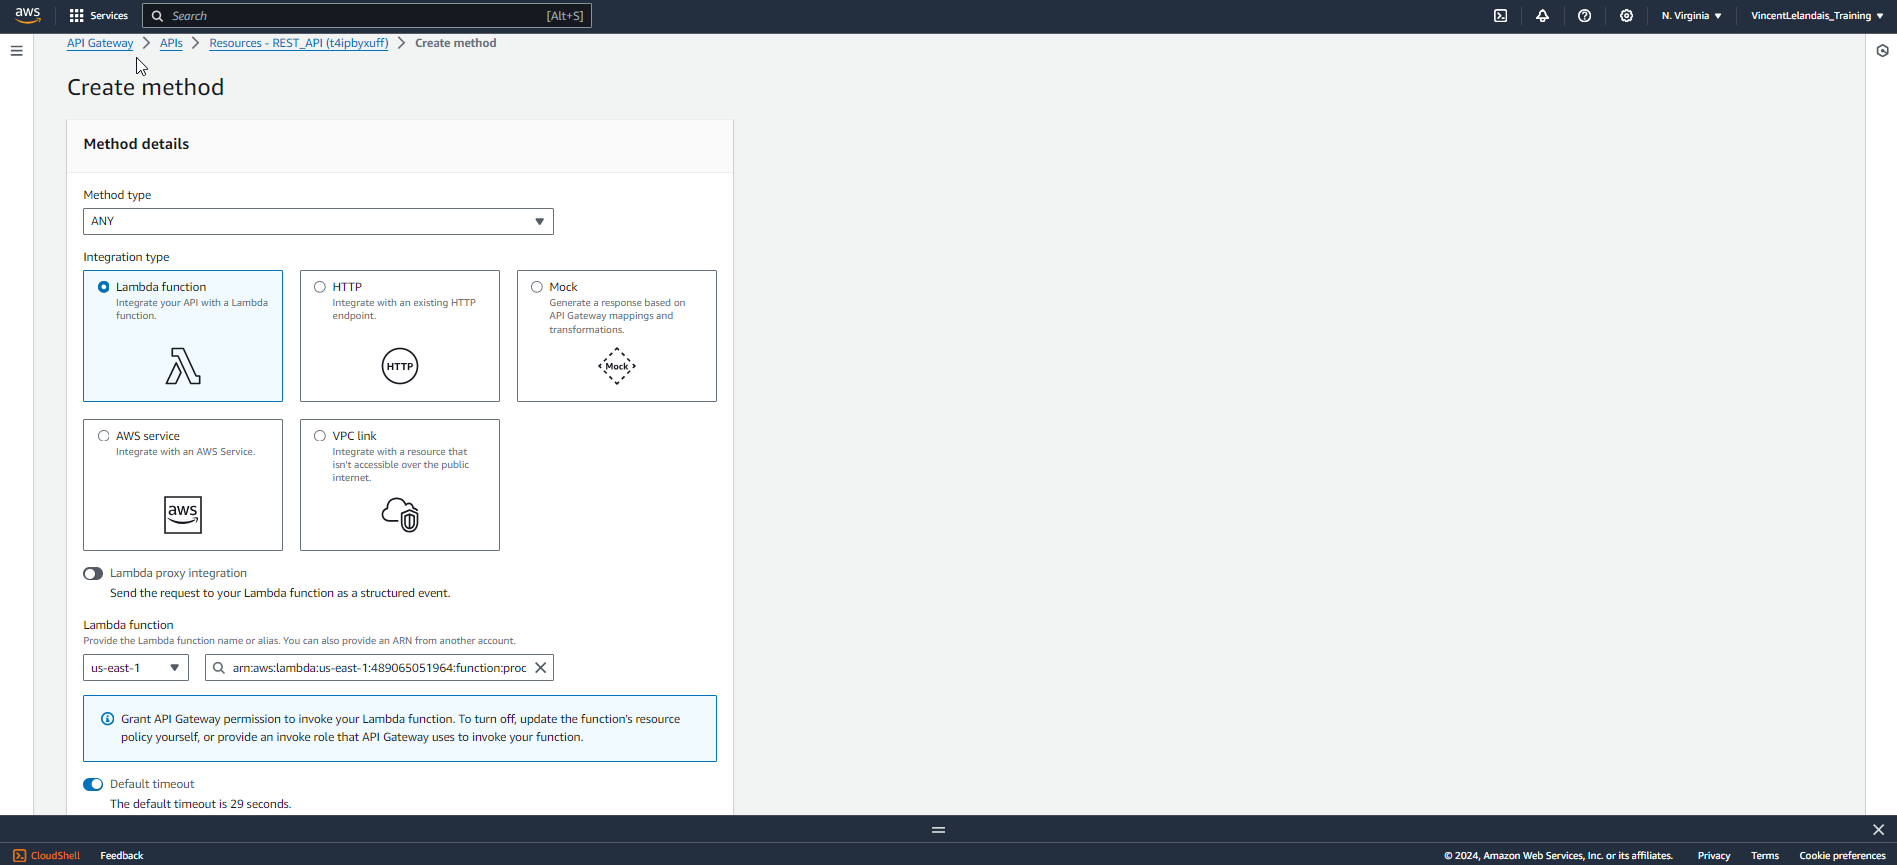 aws
Services
Search
[Alt+S]
N. Virginia
VincentLelandais_Training
API Gateway
APIs
Resources - REST_API (t4ipbyxuff)
Create method
Create method
Method details
Method type
ANY
Integration type
Lambda function
Integrate your API with a Lambda
function.
HTTP
Integrate with an existing HTTP
endpoint.
HTTP
Mock
Generate a response based on
API Gateway mappings and
transformations.
Mock
AWS service
Integrate with an AWS Service.
aws
VPC link
Integrate with a resource that
isn't accessible over the public
internet.
Lambda proxy integration
Send the request to your Lambda function as a structured event.
Lambda function
Provide the Lambda function name or alias. You can also provide an ARN from another account.
us-east-1
arn:aws:lambda:us-east-1:489065051964:function:proc
Grant API Gateway permission to invoke your Lambda function. To turn off, update the function's resource
policy yourself, or provide an invoke role that API Gateway uses to invoke your function.
Default timeout
The default timeout is 29 seconds.
CloudShell
Feedback
© 2024, Amazon Web Services, Inc. or its affiliates.
Privacy
Terms
Cookie preferences